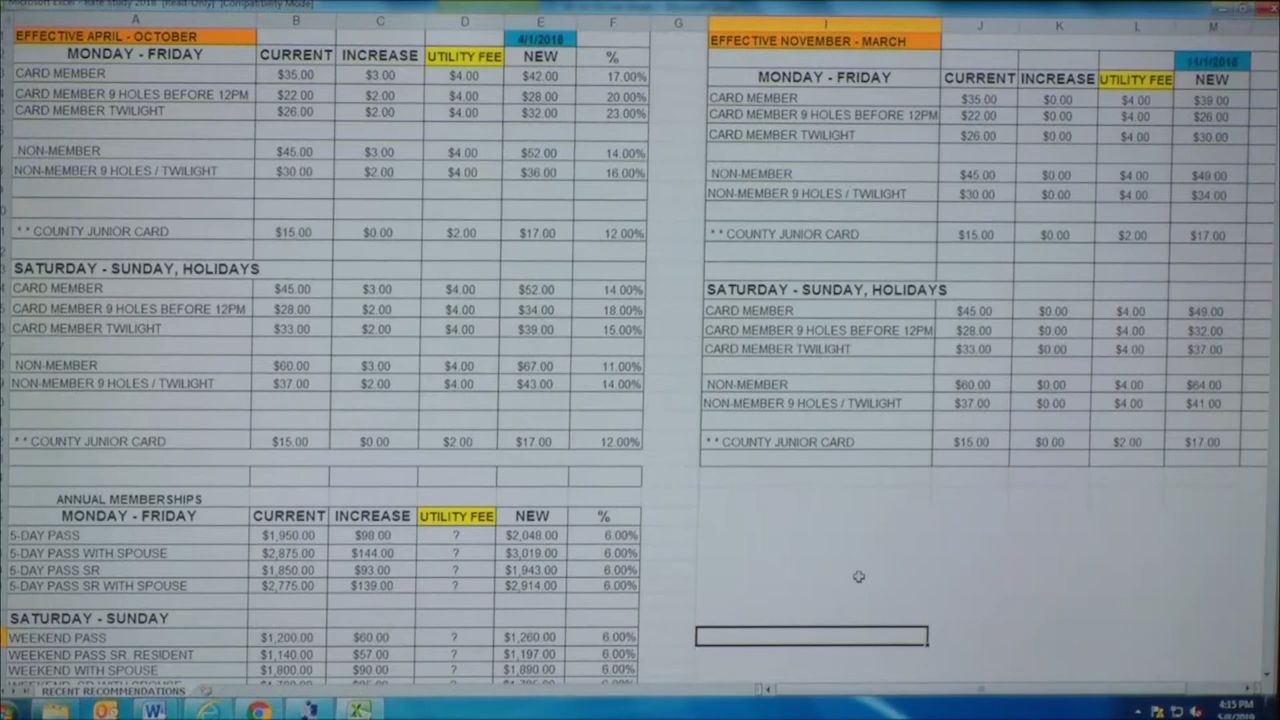 Microsoft Excel - Rate Study 2018 [Read-Only] [Compatibility Mode]
A B C D E F G I J K L M
EFFECTIVE APRIL - OCTOBER 4/1/2018
MONDAY - FRIDAY CURRENT INCREASE UTILITY FEE NEW %
CARD MEMBER $35.00 $3.00 $4.00 $42.00 17.00%
CARD MEMBER 9 HOLES BEFORE 12PM $22.00 $2.00 $4.00 $28.00 20.00%
CARD MEMBER TWILIGHT $26.00 $2.00 $4.00 $32.00 23.00%
NON-MEMBER $45.00 $3.00 $4.00 $52.00 14.00%
NON-MEMBER 9 HOLES / TWILIGHT $30.00 $2.00 $4.00 $36.00 16.00%
* * COUNTY JUNIOR CARD $15.00 $0.00 $2.00 $17.00 12.00%
SATURDAY - SUNDAY, HOLIDAYS
CARD MEMBER $45.00 $3.00 $4.00 $52.00 14.00%
CARD MEMBER 9 HOLES BEFORE 12PM $28.00 $2.00 $4.00 $34.00 18.00%
CARD MEMBER TWILIGHT $33.00 $2.00 $4.00 $39.00 15.00%
NON-MEMBER $60.00 $3.00 $4.00 $67.00 11.00%
NON-MEMBER 9 HOLES / TWILIGHT $37.00 $2.00 $4.00 $43.00 14.00%
* * COUNTY JUNIOR CARD $15.00 $0.00 $2.00 $17.00 12.00%
ANNUAL MEMBERSHIPS
MONDAY - FRIDAY CURRENT INCREASE UTILITY FEE NEW %
5-DAY PASS $1,950.00 $98.00 ? $2,048.00 6.00%
5-DAY PASS WITH SPOUSE $2,875.00 $144.00 ? $3,019.00 6.00%
5-DAY PASS SR $1,850.00 $93.00 ? $1,943.00 6.00%
5-DAY PASS SR WITH SPOUSE $2,775.00 $139.00 ? $2,914.00 6.00%
SATURDAY - SUNDAY
WEEKEND PASS $1,200.00 $60.00 ? $1,260.00 6.00%
WEEKEND PASS SR. RESIDENT $1,140.00 $57.00 ? $1,197.00 6.00%
WEEKEND WITH SPOUSE $1,800.00 $90.00 ? $1,890.00 6.00%
EFFECTIVE NOVEMBER - MARCH
11/1/2018
MONDAY - FRIDAY CURRENT INCREASE UTILITY FEE NEW
CARD MEMBER $35.00 $0.00 $4.00 $39.00
CARD MEMBER 9 HOLES BEFORE 12PM $22.00 $0.00 $4.00 $26.00
CARD MEMBER TWILIGHT $26.00 $0.00 $4.00 $30.00
NON-MEMBER $45.00 $0.00 $4.00 $49.00
NON-MEMBER 9 HOLES / TWILIGHT $30.00 $0.00 $4.00 $34.00
* * COUNTY JUNIOR CARD $15.00 $0.00 $2.00 $17.00
SATURDAY - SUNDAY, HOLIDAYS
CARD MEMBER $45.00 $0.00 $4.00 $49.00
CARD MEMBER 9 HOLES BEFORE 12PM $28.00 $0.00 $4.00 $32.00
CARD MEMBER TWILIGHT $33.00 $0.00 $4.00 $37.00
NON-MEMBER $60.00 $0.00 $4.00 $64.00
NON-MEMBER 9 HOLES / TWILIGHT $37.00 $0.00 $4.00 $41.00
* * COUNTY JUNIOR CARD $15.00 $0.00 $2.00 $17.00
RECENT RECOMMENDATIONS
4:15 PM